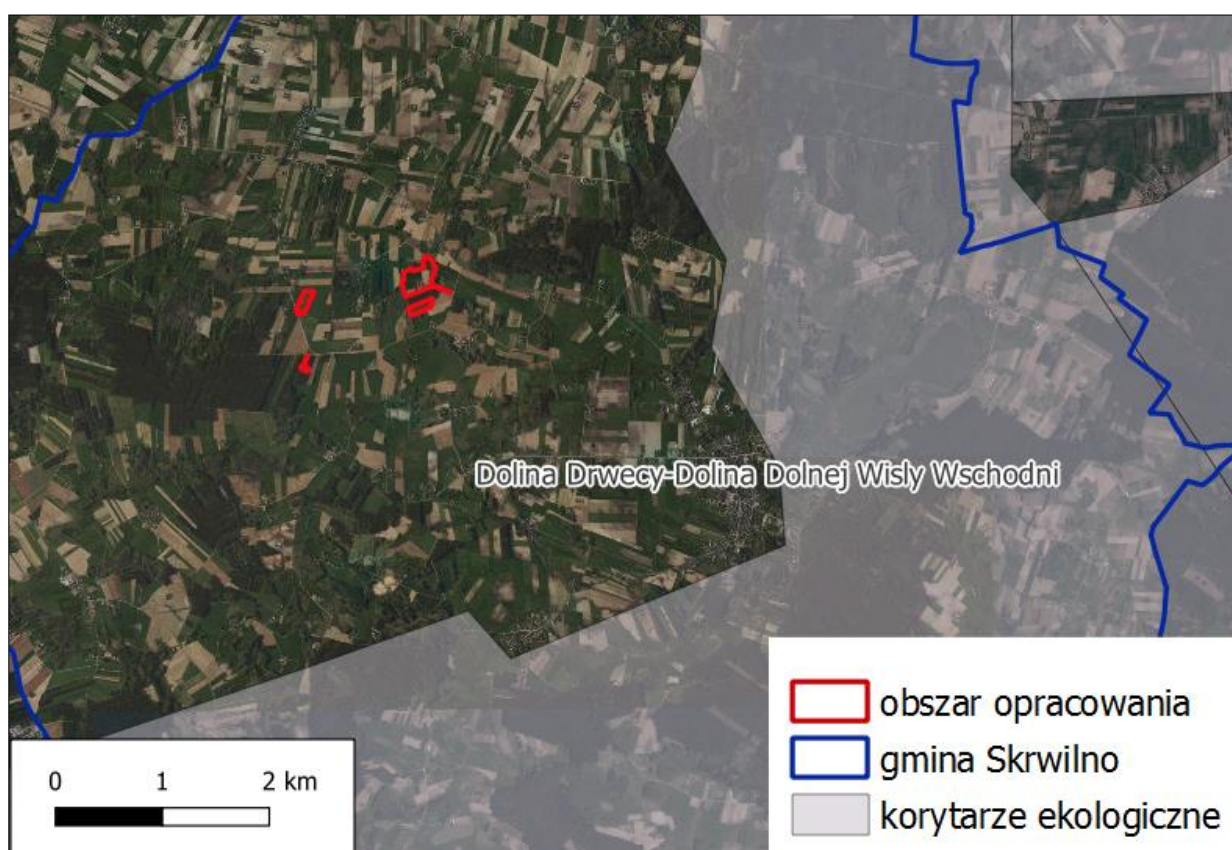 Dolina Drwecy-Dolina Dolnej Wisly Wschodni
obszar opracowania
gmina Skrwilno
korytarze ekologiczne
0 1 2 km